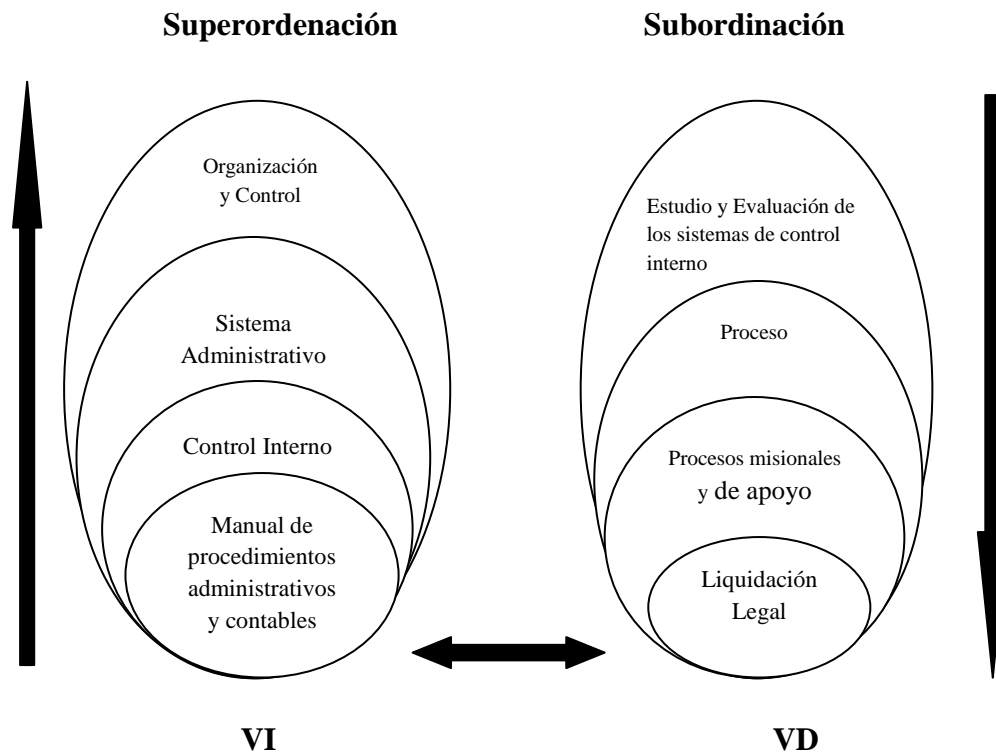 Superordenación
Organización
y Control
Sistema
Administrativo
Control Interno
Manual de
procedimientos
administrativos
y contables
VI
Subordinación
Estudio y Evaluación de
los sistemas de control
interno
Proceso
Procesos misionales
y de apoyo
Liquidación
Legal
VD